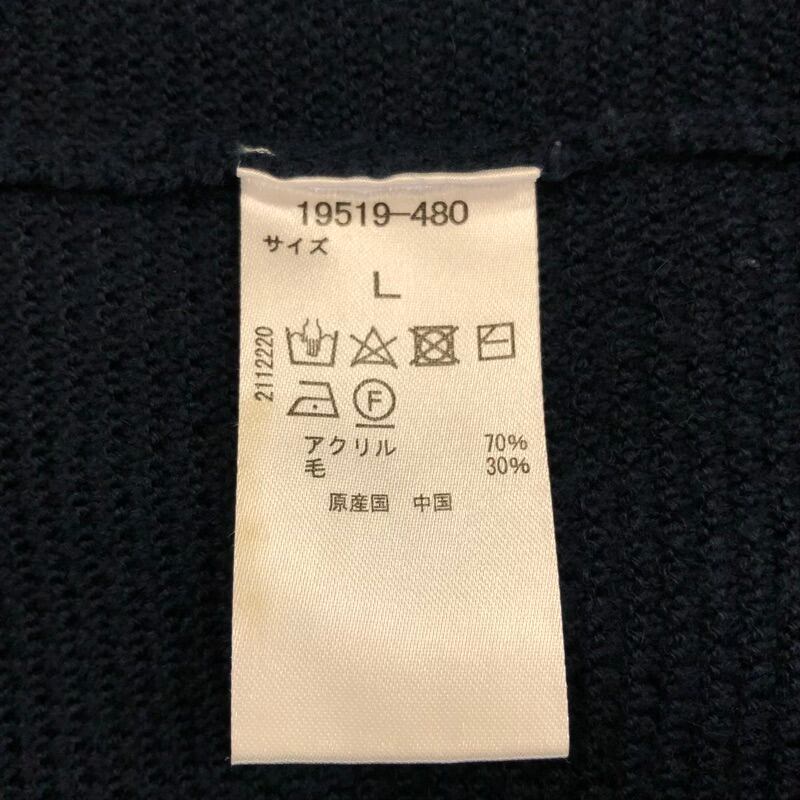 19519-480
サイズ
L
2112220
F
アクリル 70%
毛 30%
原産国 中国